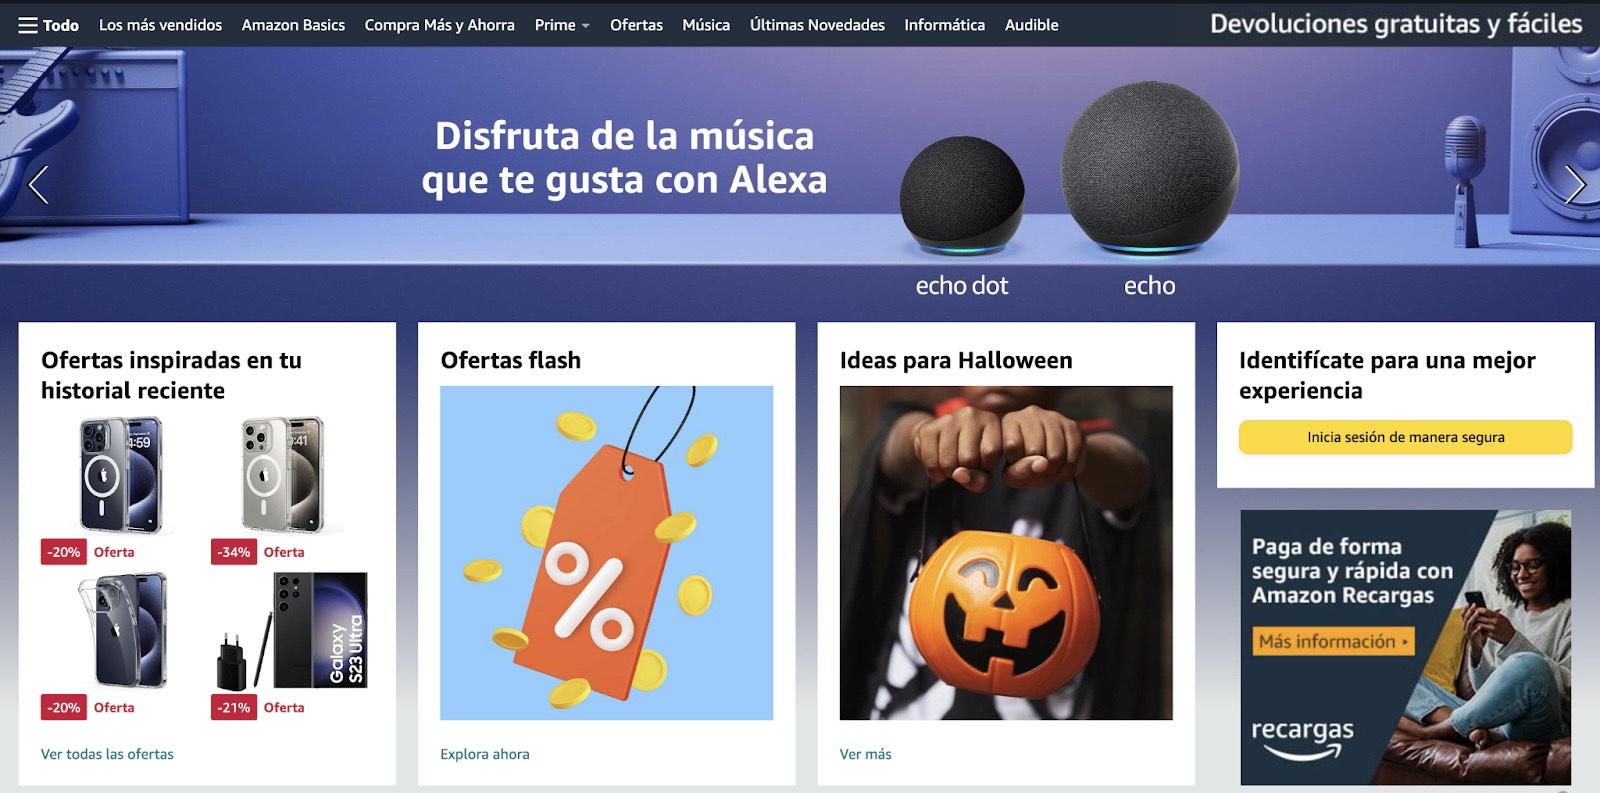 Todo Los más vendidos Amazon Basics Compra Más y Ahorra Prime Ofertas Música Últimas Novedades Informática Audible Devoluciones gratuitas y fáciles
Disfruta de la música
que te gusta con Alexa
echo dot
echo
Ofertas inspiradas en tu
historial reciente
4:59
9:41
-20% Oferta
-34% Oferta
Galaxy
S23 Ultra
-20% Oferta
-21% Oferta
Ver todas las ofertas
Ofertas flash
%
Explora ahora
Ideas para Halloween
Ver más
Identifícate para una mejor
experiencia
Inicia sesión de manera segura
Paga de forma
segura y rápida con
Amazon Recargas
Más información
recargas